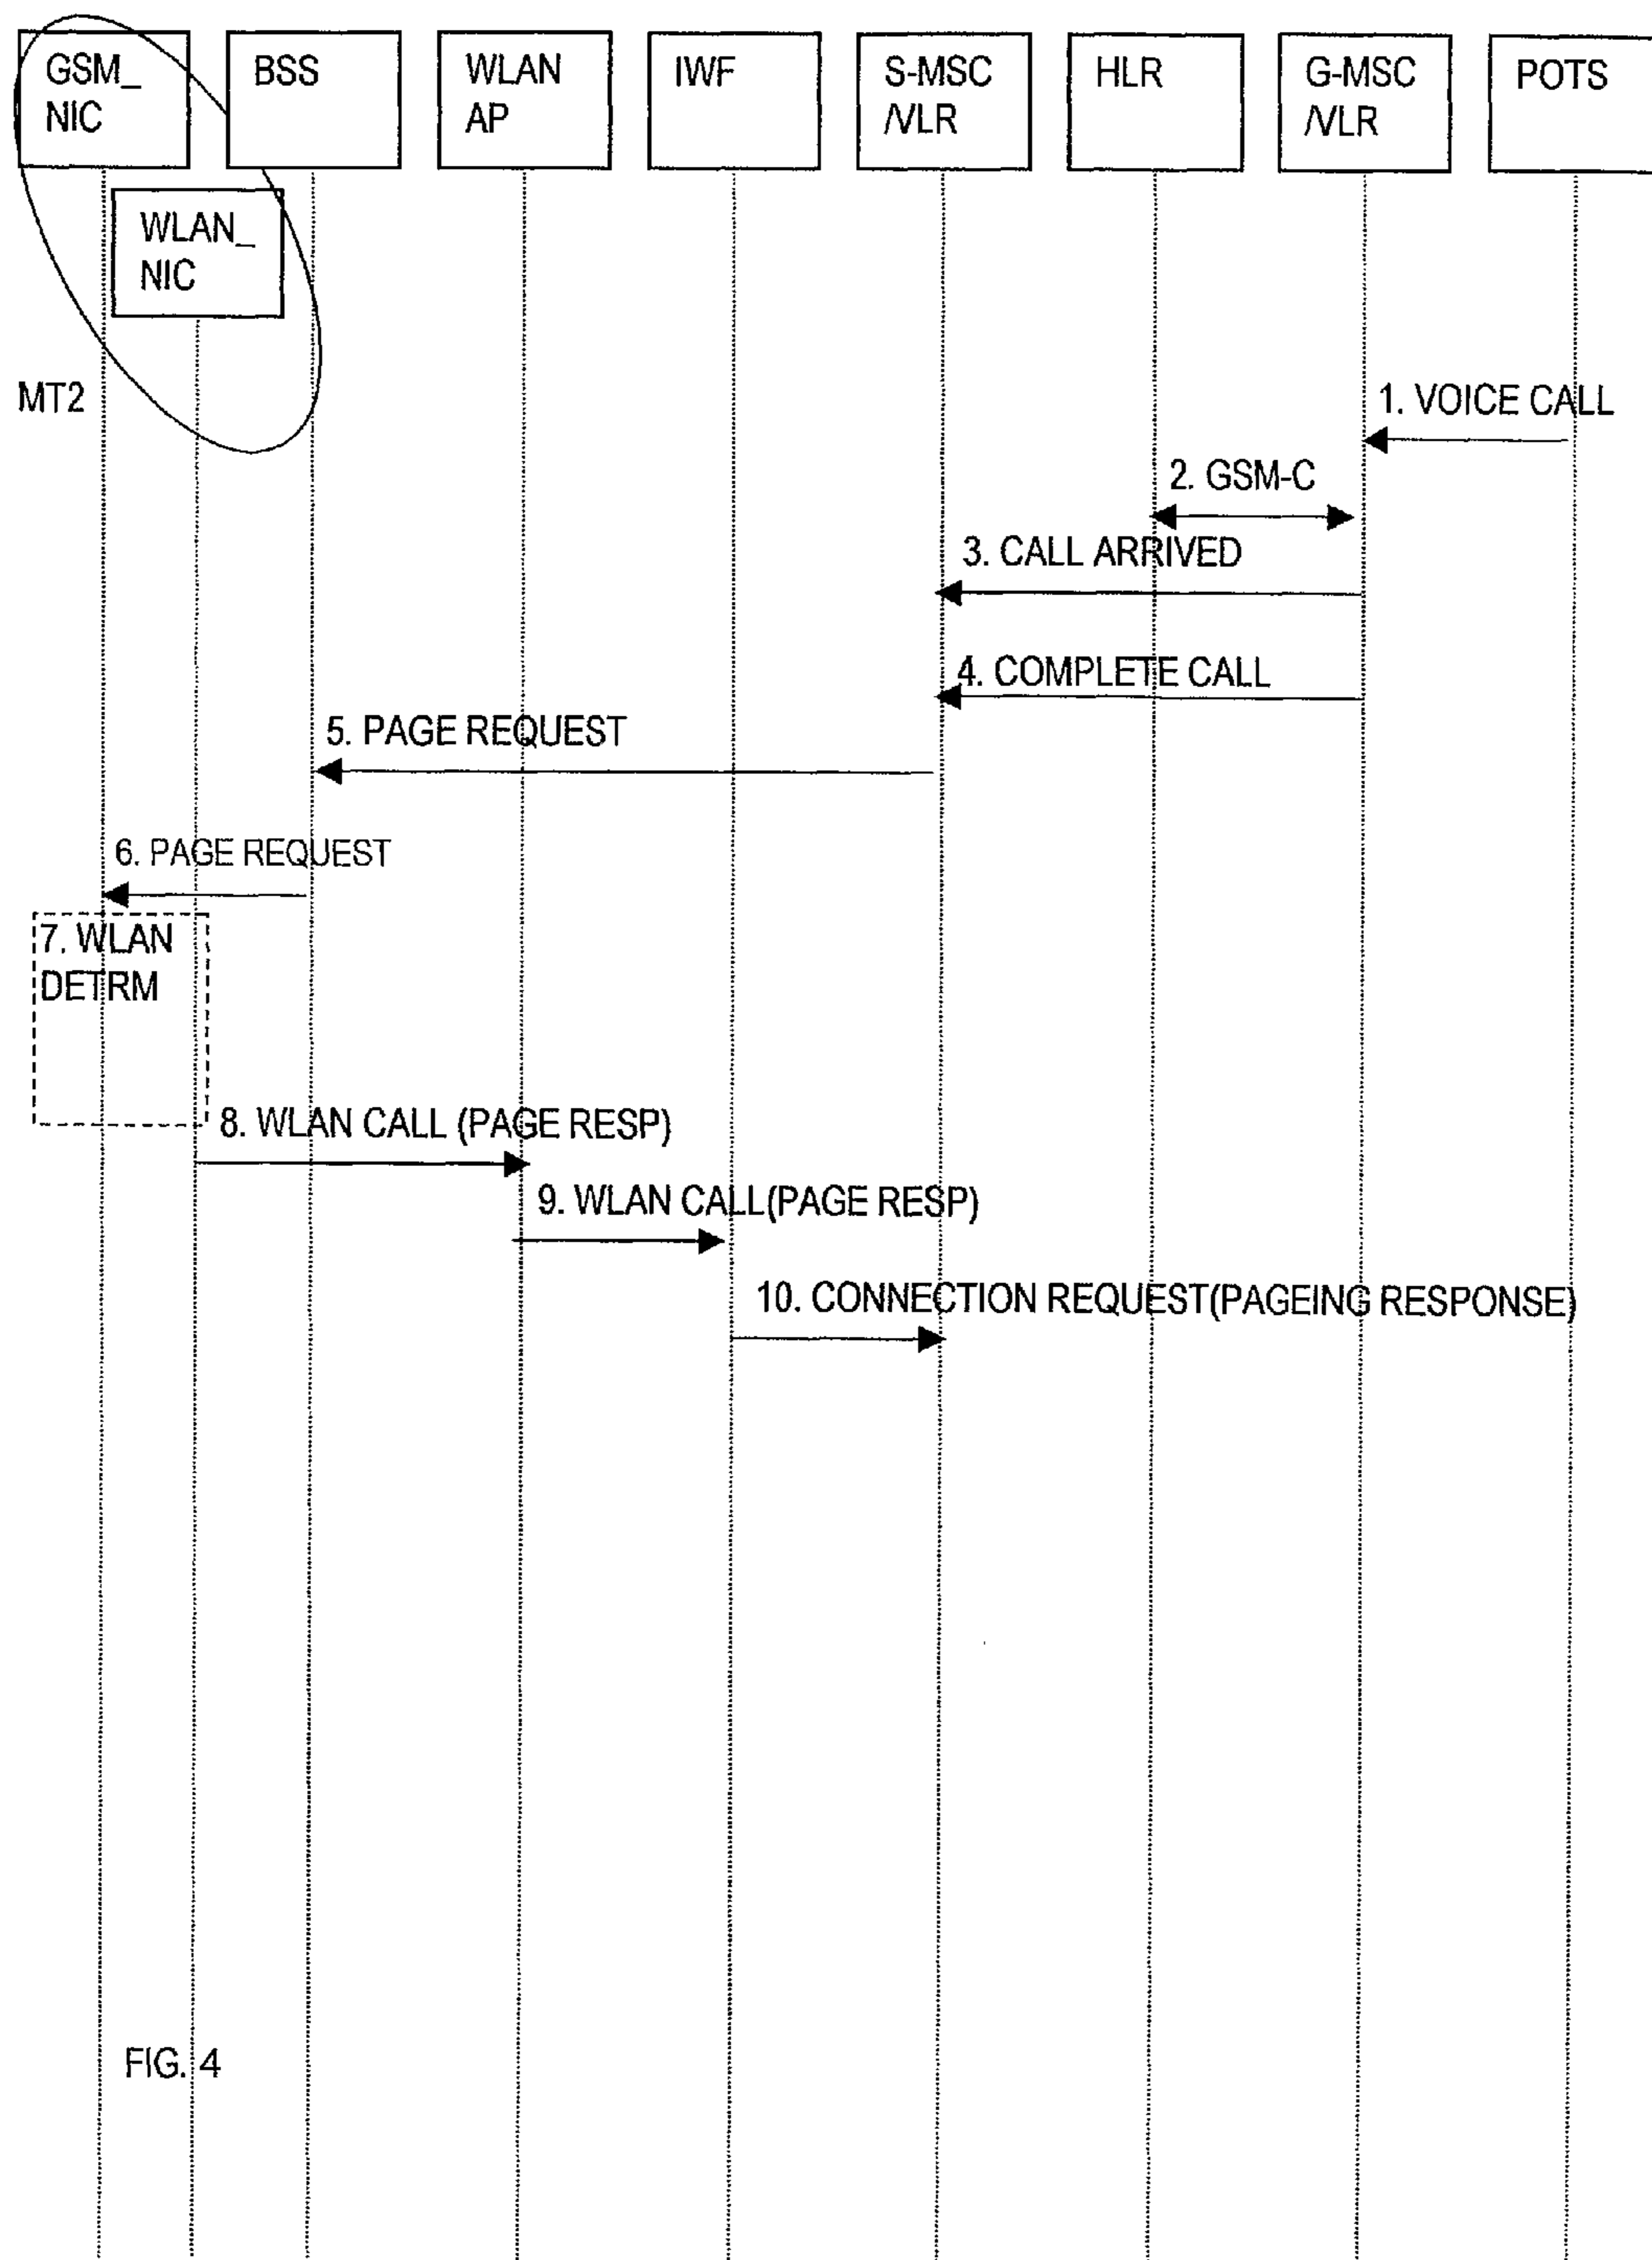 GSM_
NIC
BSS
WLAN
AP
IWF
S-MSC
/VLR
HLR
G-MSC
/VLR
POTS
WLAN_
NIC
MT2
1. VOICE CALL
2. GSM-C
3. CALL ARRIVED
4. COMPLETE CALL
5. PAGE REQUEST
6. PAGE REQUEST
7. WLAN
DETRM
8. WLAN CALL (PAGE RESP)
9. WLAN CALL(PAGE RESP)
10. CONNECTION REQUEST(PAGEING RESPONSE)
FIG. 4